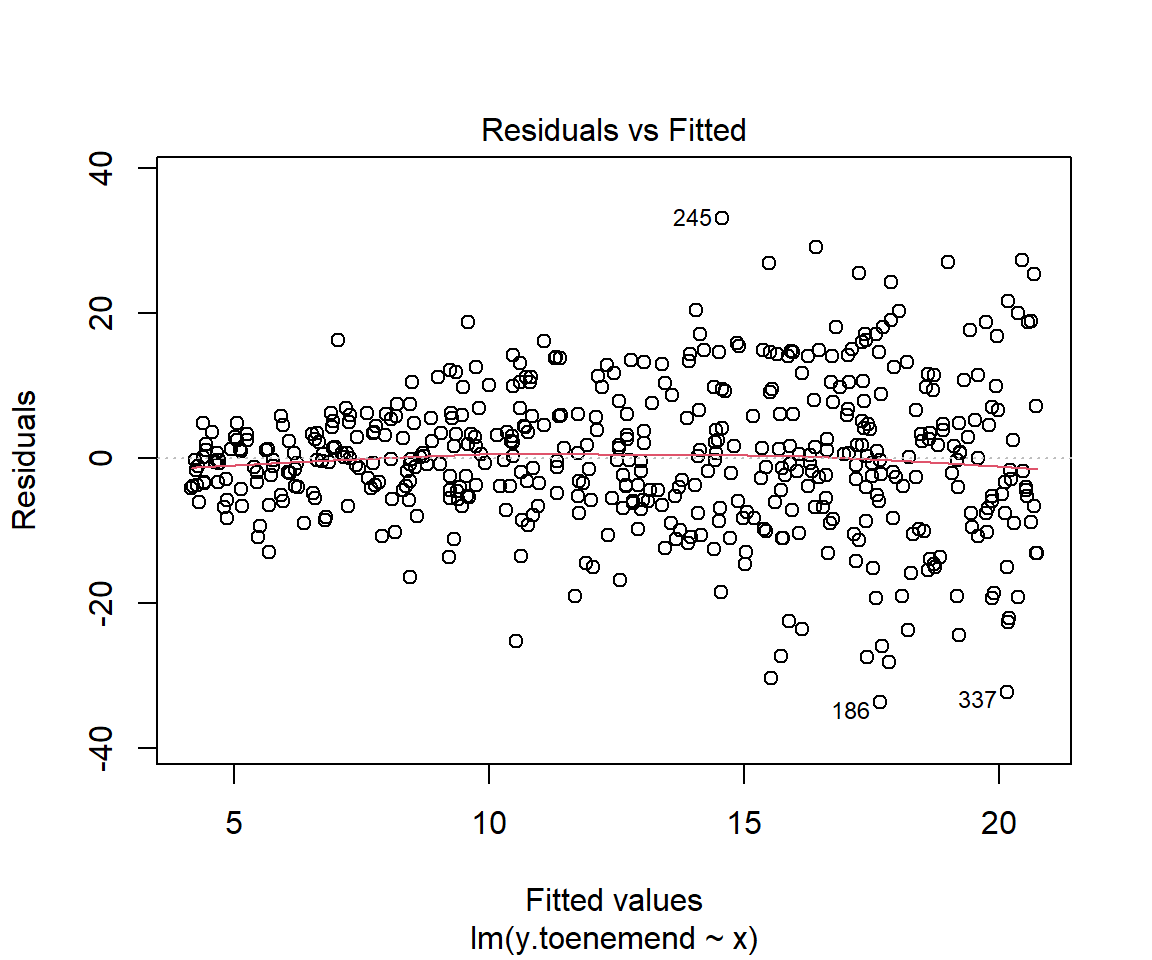 Residuals vs Fitted
40
20
0
-20
-40
Residuals
245
186
337
5 10 15 20
Fitted values
lm(y.toenemend ~ x)